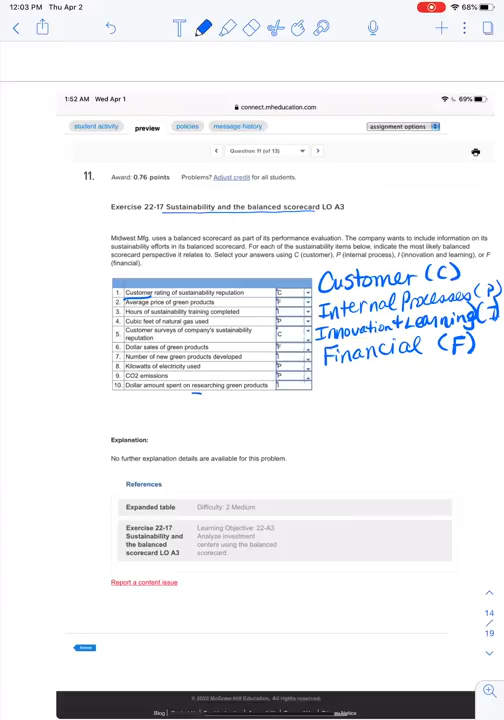 12:03 PM Thu Apr 2
68%
1:52 AM Wed Apr 1
69%
connect.mheducation.com
student activity preview policies message history
assignment options
Question 11 (of 13)
11. Award: 0.76 points Problems? Adjust credit for all students.
Exercise 22-17 Sustainability and the balanced scorecard LO A3
Midwest Mfg. uses a balanced scorecard as part of its performance evaluation. The company wants to include information on its
sustainability efforts in its balanced scorecard. For each of the sustainability items below, indicate the most likely balanced
scorecard perspective it relates to. Select your answers using C (customer), P (internal process), I (innovation and learning), or F
(financial).
1. Customer rating of sustainability reputation C
2. Average price of green products F
3. Hours of sustainability training completed I
4. Cubic feet of natural gas used P
5. Customer surveys of company's sustainability
reputation C
6. Dollar sales of green products F
7. Number of new green products developed I
8. Kilowatts of electricity used P
9. CO2 emissions P
10. Dollar amount spent on researching green products I
Customer (C)
Internal Processes (P)
Innovation + Learning (I)
Financial (F)
Explanation:
No further explanation details are available for this problem.
References
Expanded table Difficulty: 2 Medium
Exercise 22-17 Learning Objective: 22-A3
Sustainability and Analyze investment
the balanced centers using the balanced
scorecard LO A3 scorecard.
Report a content issue
14
/
19
© 2020 McGraw-Hill Education. All Rights Reserved.
Blog
Notice